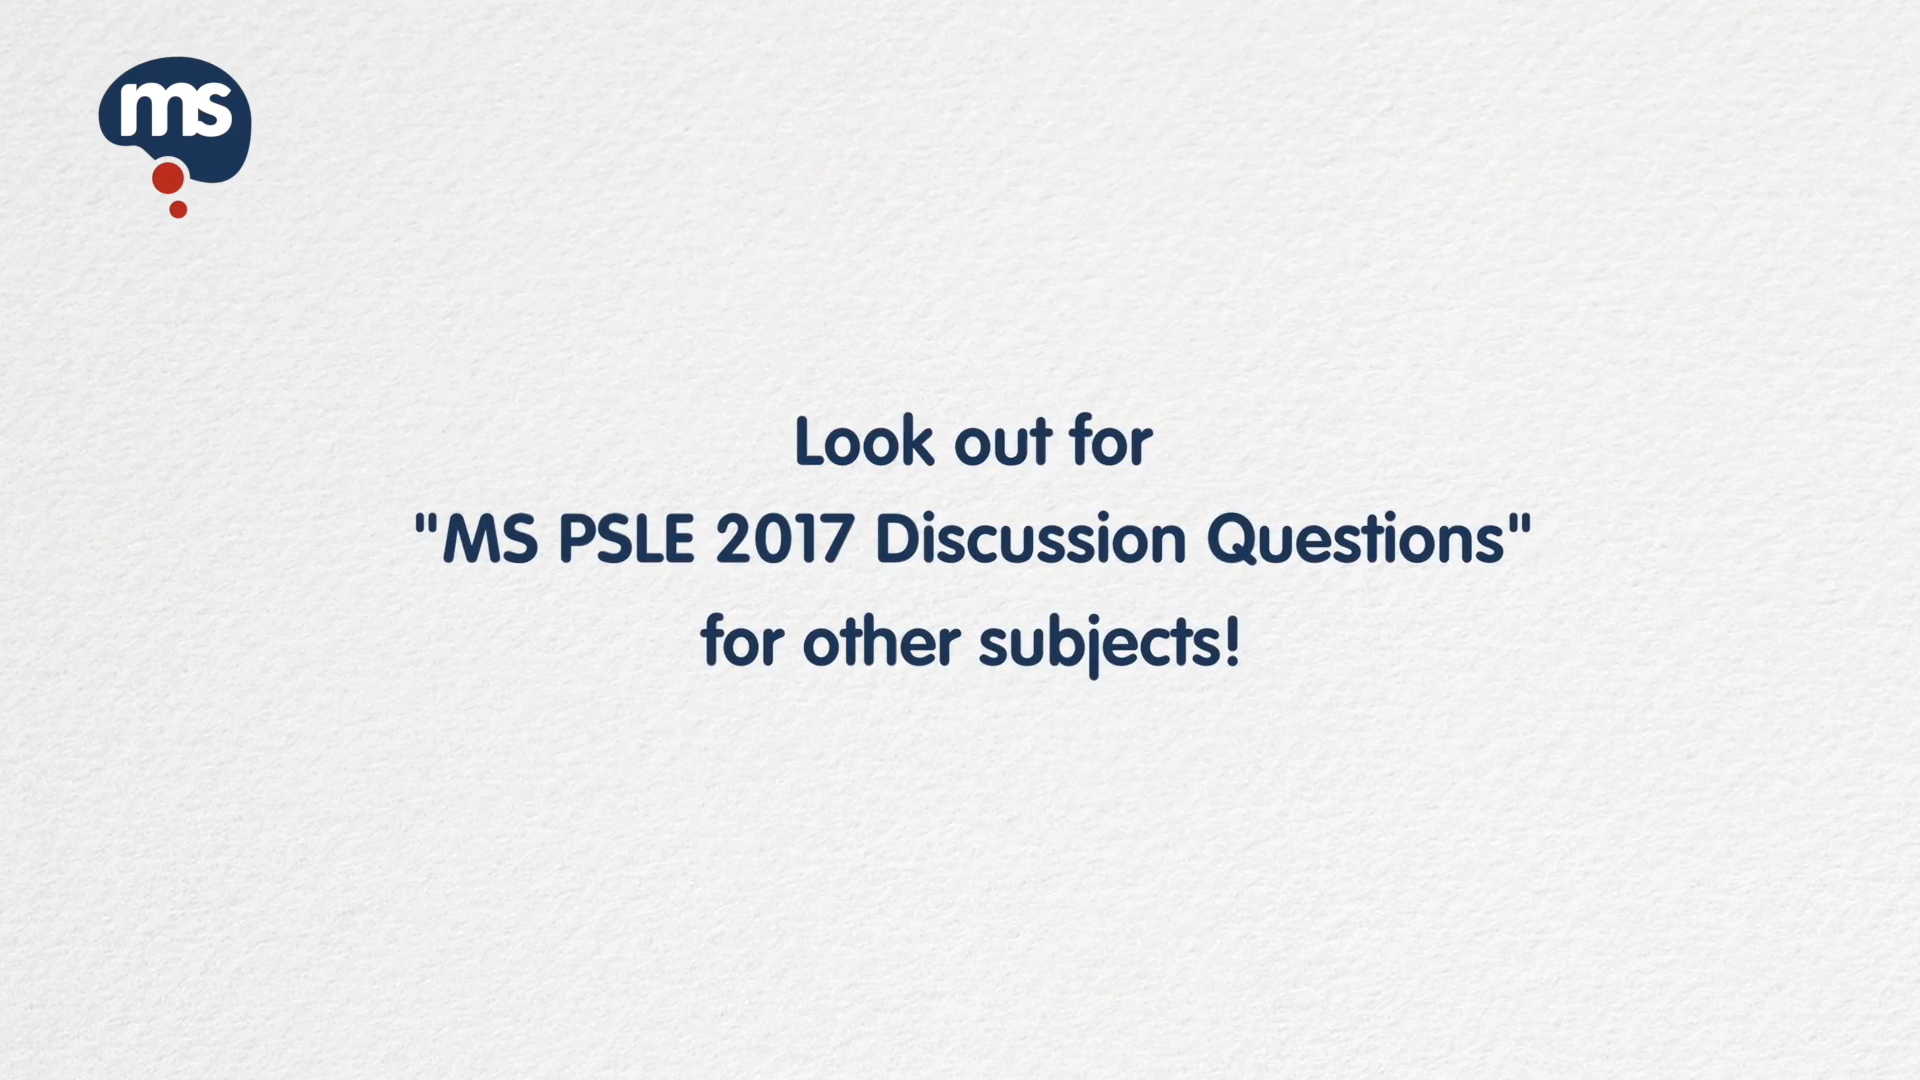 ms
Look out for
"MS PSLE 2017 Discussion Questions"
for other subjects!